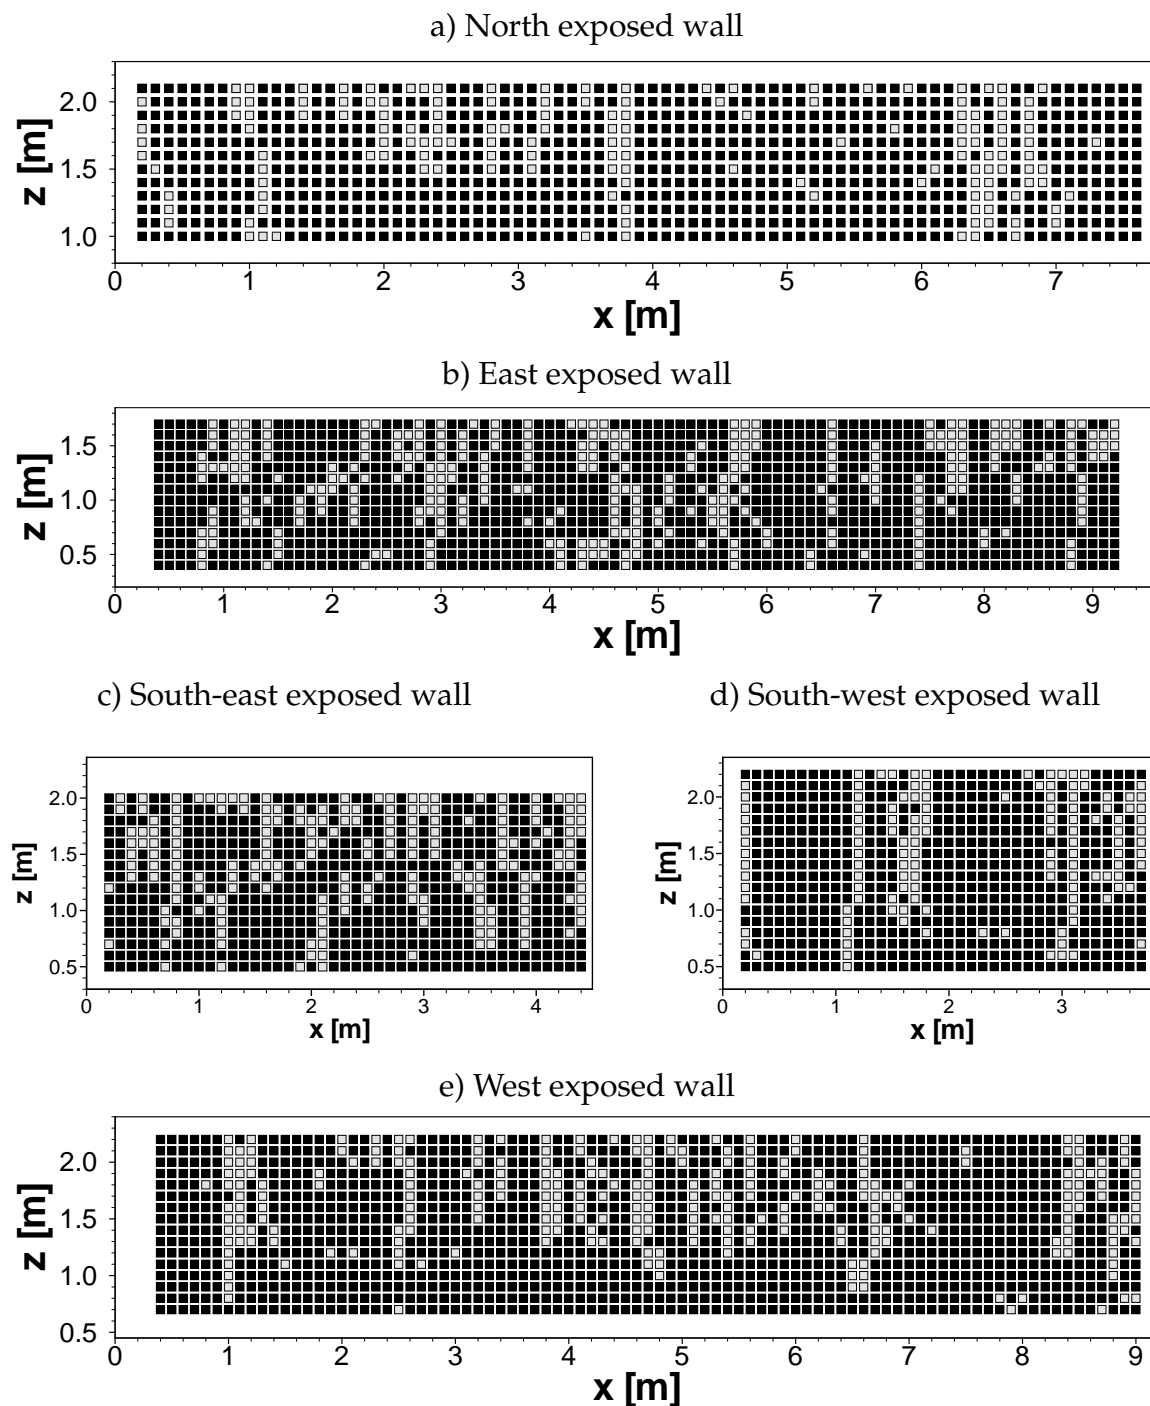 a) North exposed wall
z [m]
2.0
1.5
1.0
0 1 2 3 4 5 6 7
x [m]
b) East exposed wall
z [m]
1.5
1.0
0.5
0 1 2 3 4 5 6 7 8 9
x [m]
c) South-east exposed wall
z [m]
2.0
1.5
1.0
0.5
0 1 2 3 4
x [m]
d) South-west exposed wall
z [m]
2.0
1.5
1.0
0.5
0 1 2 3
x [m]
e) West exposed wall
z [m]
2.0
1.5
1.0
0.5
0 1 2 3 4 5 6 7 8 9
x [m]